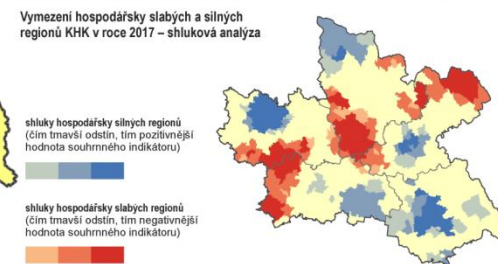 Vymezení hospodářsky slabých a silných
regionů KHK v roce 2017 – shluková analýza
shluky hospodářsky silných regionů
(čím tmavší odstín, tím pozitivnější
hodnota souhrnného indikátoru)
shluky hospodářsky slabých regionů
(čím tmavší odstín, tím negativnější
hodnota souhrnného indikátoru)